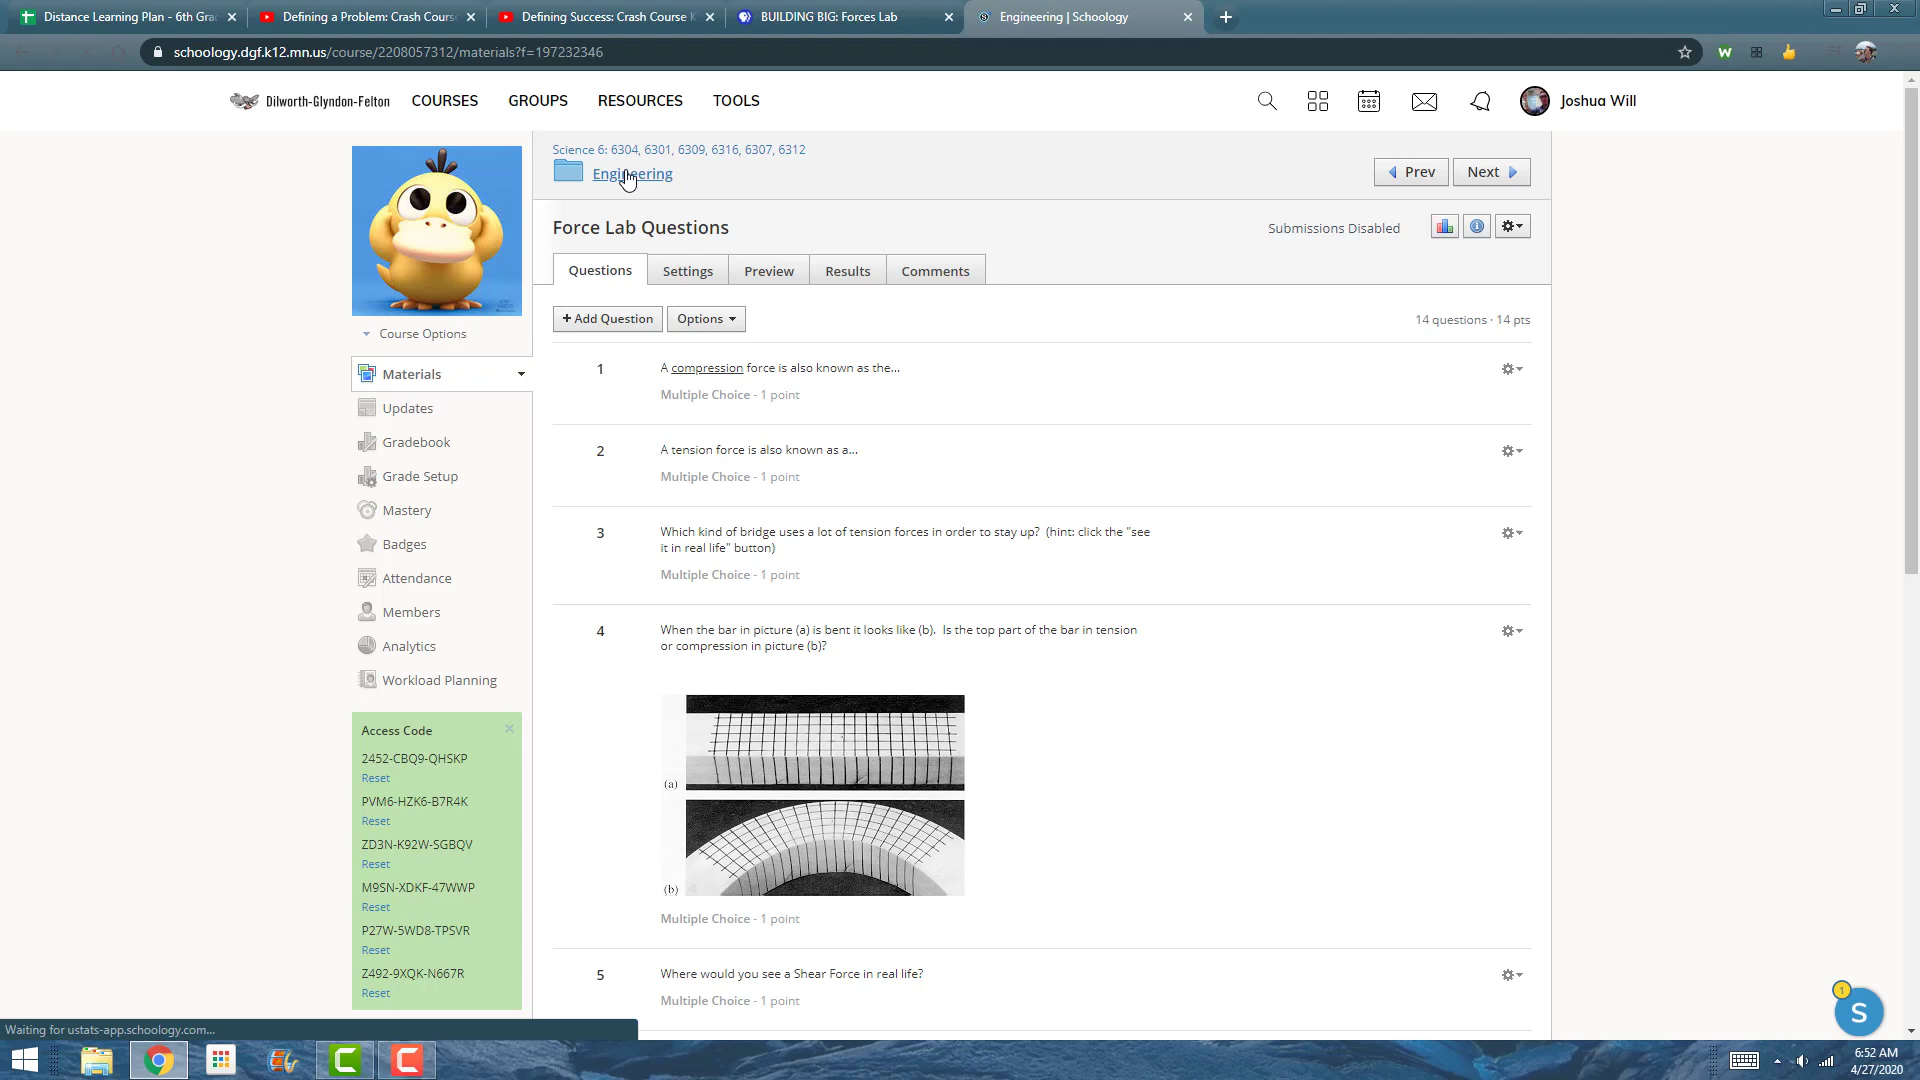 Distance Learning Plan - 6th Gra
Defining a Problem: Crash Course
Defining Success: Crash Course K
BUILDING BIG: Forces Lab
Engineering | Schoology
schoology.dgf.k12.mn.us/course/2208057312/materials?f=197232346
Dilworth-Glyndon-Felton
COURSES
GROUPS
RESOURCES
TOOLS
Joshua Will
Science 6: 6304, 6301, 6309, 6316, 6307, 6312
Engineering
Prev
Next
Force Lab Questions
Submissions Disabled
Questions
Settings
Preview
Results
Comments
+ Add Question
Options
14 questions · 14 pts
Course Options
Materials
Updates
Gradebook
Grade Setup
Mastery
Badges
Attendance
Members
Analytics
Workload Planning
Access Code
2452-CBQ9-QHSKP
Reset
PVM6-HZK6-B7R4K
Reset
ZD3N-K92W-SGBQV
Reset
M9SN-XDKF-47WWP
Reset
P27W-5WD8-TPSVR
Reset
Z492-9XQK-N667R
Reset
1
A compression force is also known as the...
Multiple Choice - 1 point
2
A tension force is also known as a...
Multiple Choice - 1 point
3
Which kind of bridge uses a lot of tension forces in order to stay up? (hint: click the "see
it in real life" button)
Multiple Choice - 1 point
4
When the bar in picture (a) is bent it looks like (b). Is the top part of the bar in tension
or compression in picture (b)?
(a)
(b)
Multiple Choice - 1 point
5
Where would you see a Shear Force in real life?
Multiple Choice - 1 point
1
S
Waiting for ustats-app.schoology.com...
6:52 AM
4/27/2020